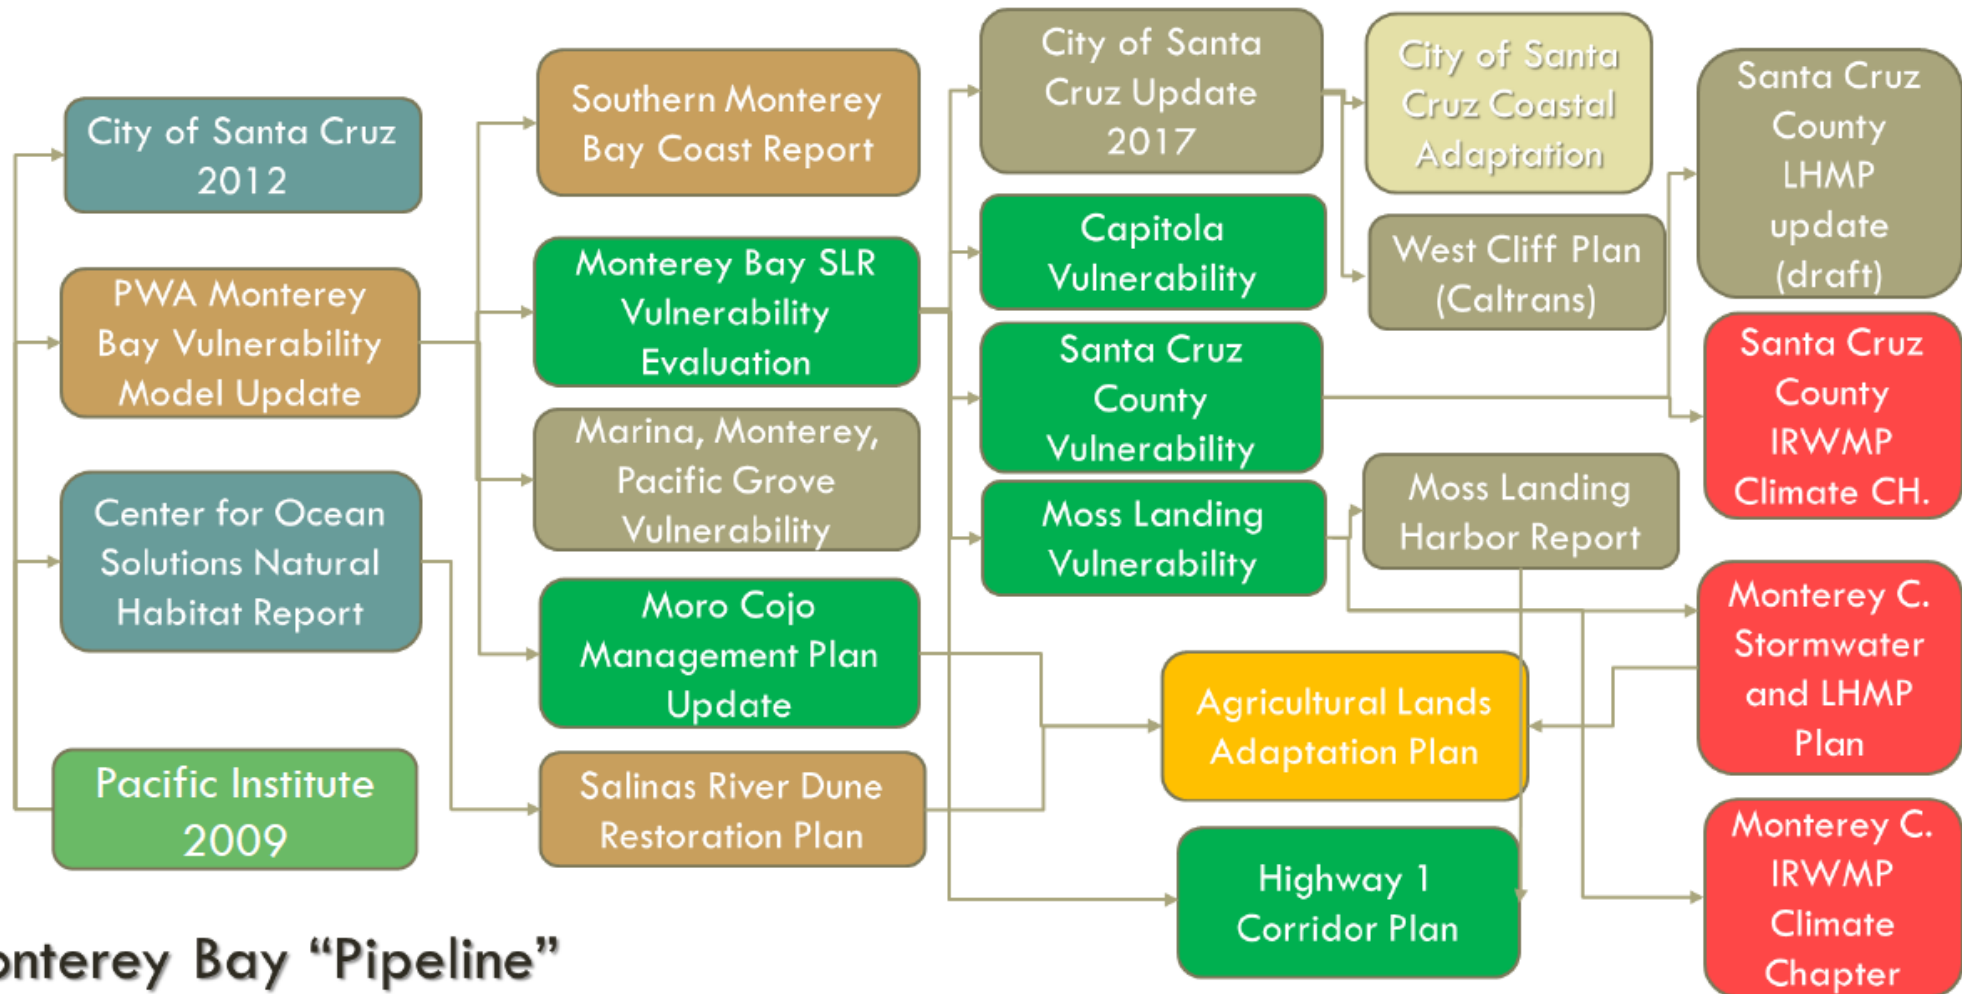 City of Santa Cruz
2012
PWA Monterey
Bay Vulnerability
Model Update
Center for Ocean
Solutions Natural
Habitat Report
Pacific Institute
2009
Southern Monterey
Bay Coast Report
Monterey Bay SLR
Vulnerability
Evaluation
Marina, Monterey,
Pacific Grove
Vulnerability
Moro Cojo
Management Plan
Update
Salinas River Dune
Restoration Plan
City of Santa
Cruz Update
2017
Capitola
Vulnerability
Santa Cruz
County
Vulnerability
Moss Landing
Vulnerability
City of Santa
Cruz Coastal
Adaptation
West Cliff Plan
(Caltrans)
Moss Landing
Harbor Report
Agricultural Lands
Adaptation Plan
Highway 1
Corridor Plan
Santa Cruz
County
LHMP
update
(draft)
Santa Cruz
County
IRWMP
Climate CH.
Monterey C.
Stormwater
and LHMP
Plan
Monterey C.
IRWMP
Climate
Chapter
onterey Bay “Pipeline”